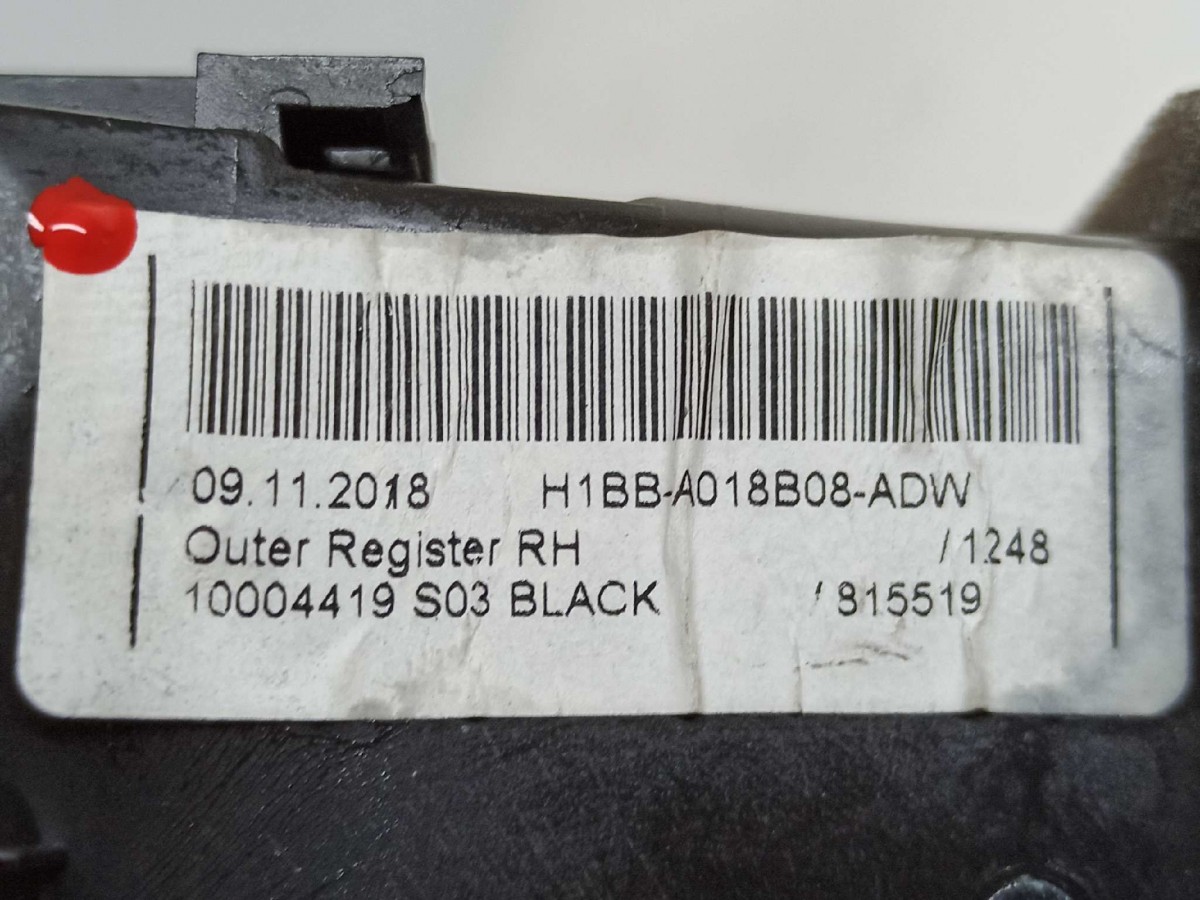 09.11.2018 H1BB-A018B08-ADW
Outer Register RH /1248
10004419 S03 BLACK / 815519